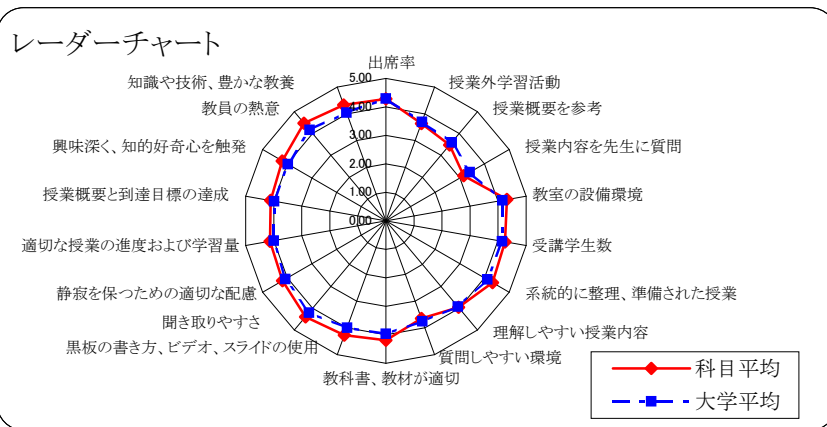 レーダーチャート
出席率
授業外学習活動
授業概要を参考
授業内容を先生に質問
教室の設備環境
受講学生数
系統的に整理、準備された授業
理解しやすい授業内容
質問しやすい環境
教科書、教材が適切
黒板の書き方、ビデオ、スライドの使用
聞き取りやすさ
静寂を保つための適切な配慮
適切な授業の進度および学習量
授業概要と到達目標の達成
興味深く、知的好奇心を触発
教員の熱意
知識や技術、豊かな教養
5.00
4.00
3.00
2.00
1.00
0.00
科目平均
大学平均